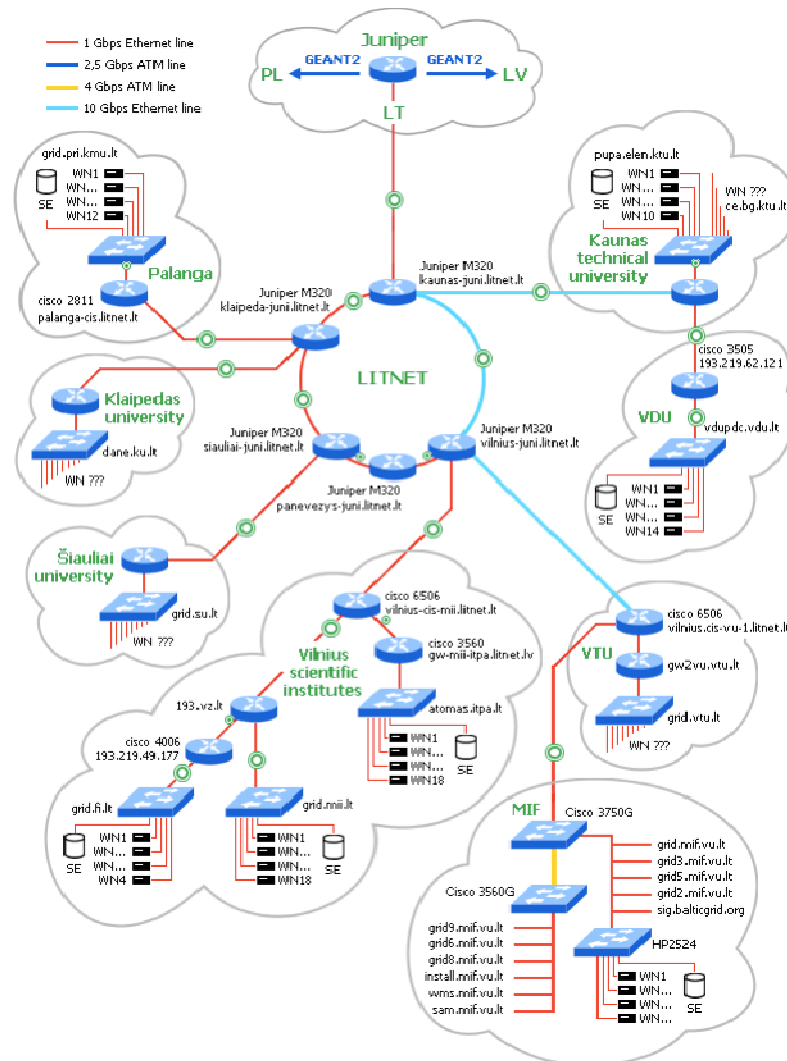 1 Gbps Ethernet line
2,5 Gbps ATM line
4 Gbps ATM line
10 Gbps Ethernet line
Juniper
PL
GEANT2
GEANT2
LV
LT
grid.pri.kmu.lt
WN1
WN...
WN...
WN12
SE
Palanga
cisco 2811
palanga-cis.litnet.lt
pupa.elen.ktu.lt
WN1
WN...
WN...
WN10
SE
WN ???
ce.bg.ktu.lt
Kaunas
technical
university
Juniper M320
kaunas-juni.litnet.lt
Juniper M320
klaipeda-junii.litnet.lt
LITNET
cisco 3505
193.219.62.121
VDU
vdupdc.vdu.lt
WN1
WN...
WN...
WN14
SE
Klaipedas
university
dane.ku.lt
WN ???
Juniper M320
siauliai-juni.litnet.lt
Juniper M320
vilnius-juni.litnet.lt
Juniper M320
panevezys-juni.litnet.lt
Šiauliai
university
grid.su.lt
WN ???
cisco 6506
vilnius-cis-mii.litnet.lt
cisco 3560
gw-mii-itpa.litnet.lv
Vilnius
scientific
institutes
atomas.itpa.lt
WN1
WN...
WN...
WN18
SE
193.vz.lt
cisco 4006
193.219.49.177
grid.fi.lt
WN1
WN...
WN...
WN4
SE
grid.mii.lt
WN1
WN...
WN...
WN18
SE
cisco 6506
vilnius.cis-vu-1.litnet.lt
VTU
gw2vu.vtu.lt
grid.vtu.lt
WN ???
MIF
Cisco 3750G
grid.mif.vu.lt
grid3.mif.vu.lt
grid5.mif.vu.lt
grid2.mif.vu.lt
sig.balticgrid.org
Cisco 3560G
HP2524
grid9.mif.vu.lt
grid6.mif.vu.lt
grid8.mif.vu.lt
install.mif.vu.lt
wms.mif.vu.lt
sam.mif.vu.lt
WN1
WN...
WN...
WN...
SE